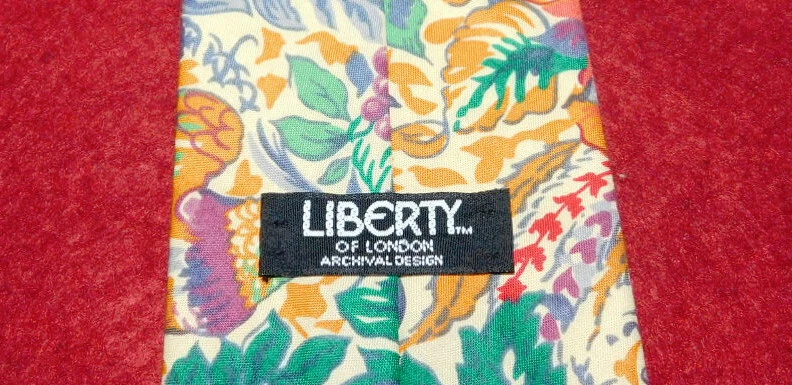 LIBERTY™
OF LONDON
ARCHIVAL DESIGN